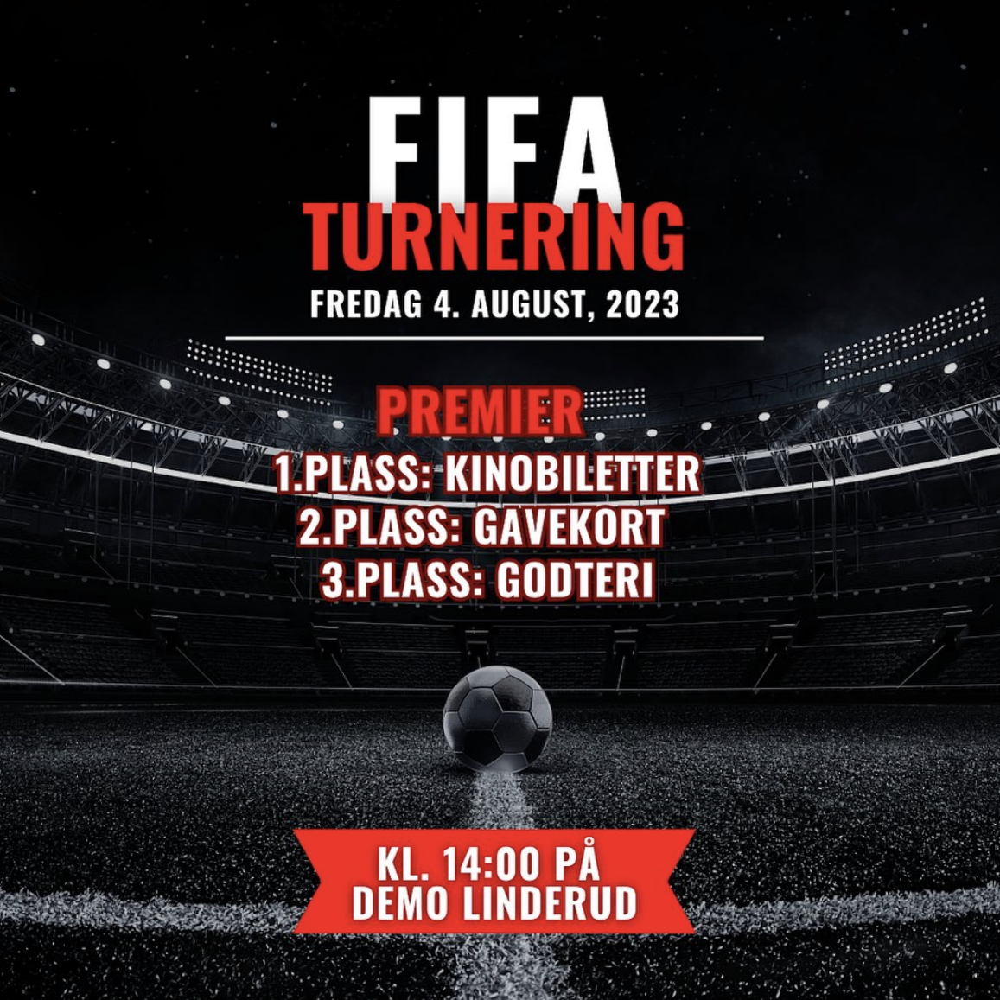 FIFA
TURNERING
FREDAG 4. AUGUST, 2023
PREMIER
1.PLASS: KINOBILETTER
2.PLASS: GAVEKORT
3.PLASS: GODTERI
KL. 14:00 PÅ
DEMO LINDERUD